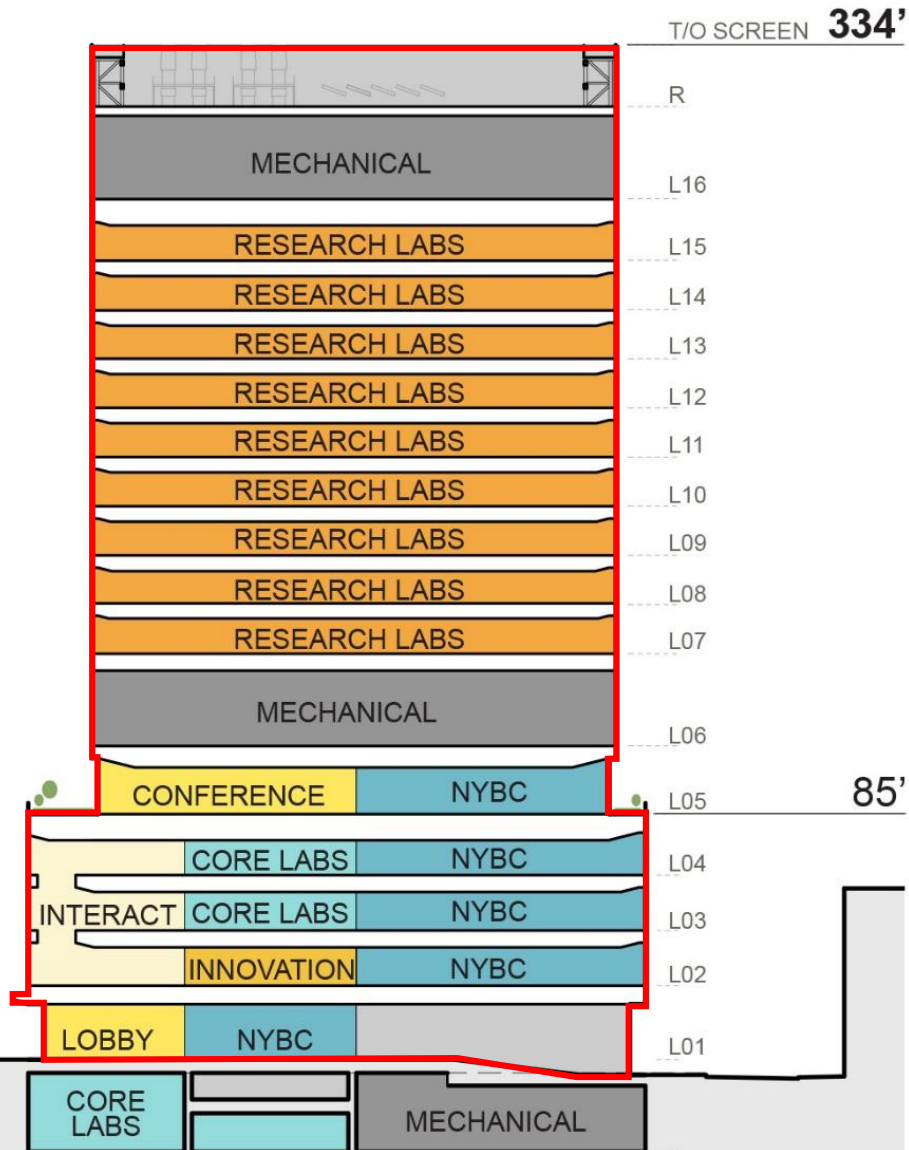 T/O SCREEN 334'
R
MECHANICAL
L16
RESEARCH LABS L15
RESEARCH LABS L14
RESEARCH LABS L13
RESEARCH LABS L12
RESEARCH LABS L11
RESEARCH LABS L10
RESEARCH LABS L09
RESEARCH LABS L08
RESEARCH LABS L07
MECHANICAL
L06
CONFERENCE NYBC L05 85'
CORE LABS NYBC L04
INTERACT CORE LABS NYBC L03
INNOVATION NYBC L02
LOBBY NYBC L01
CORE
LABS
MECHANICAL